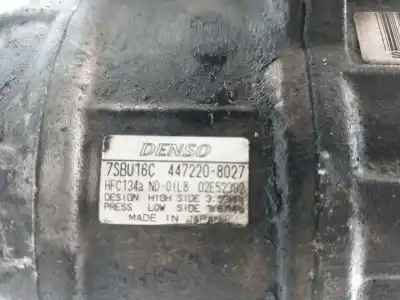 DENSO
7SBU16C 447220-8027
HFC134a ND-OIL8 02E52392
DESIGN HIGH SIDE
PRESS LOW SIDE
MADE IN JAPAN